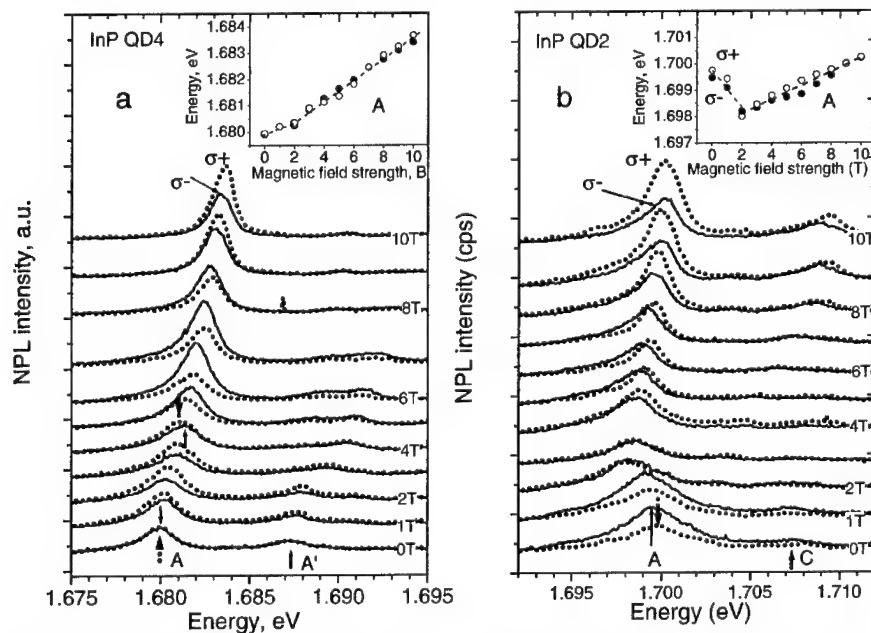 InP QD4
a
Energy, eV
1.684
1.683
1.682
1.681
1.680
A
0 2 4 6 8 10
Magnetic field strength, B
σ+
σ-
10T
8T
6T
4T
2T
1T
0T
A
A'
NPL intensity, a.u.
1.675 1.680 1.685 1.690 1.695
Energy, eV
InP QD2
b
Energy, eV
1.700
1.699
1.698
1.697
σ+
σ-
A
0 2 4 6 8 10
Magnetic field strength (T)
σ+
σ-
10T
8T
6T
4T
2T
1T
0T
A
C
NPL intensity (cps)
1.695 1.700 1.705 1.710
Energy (eV)